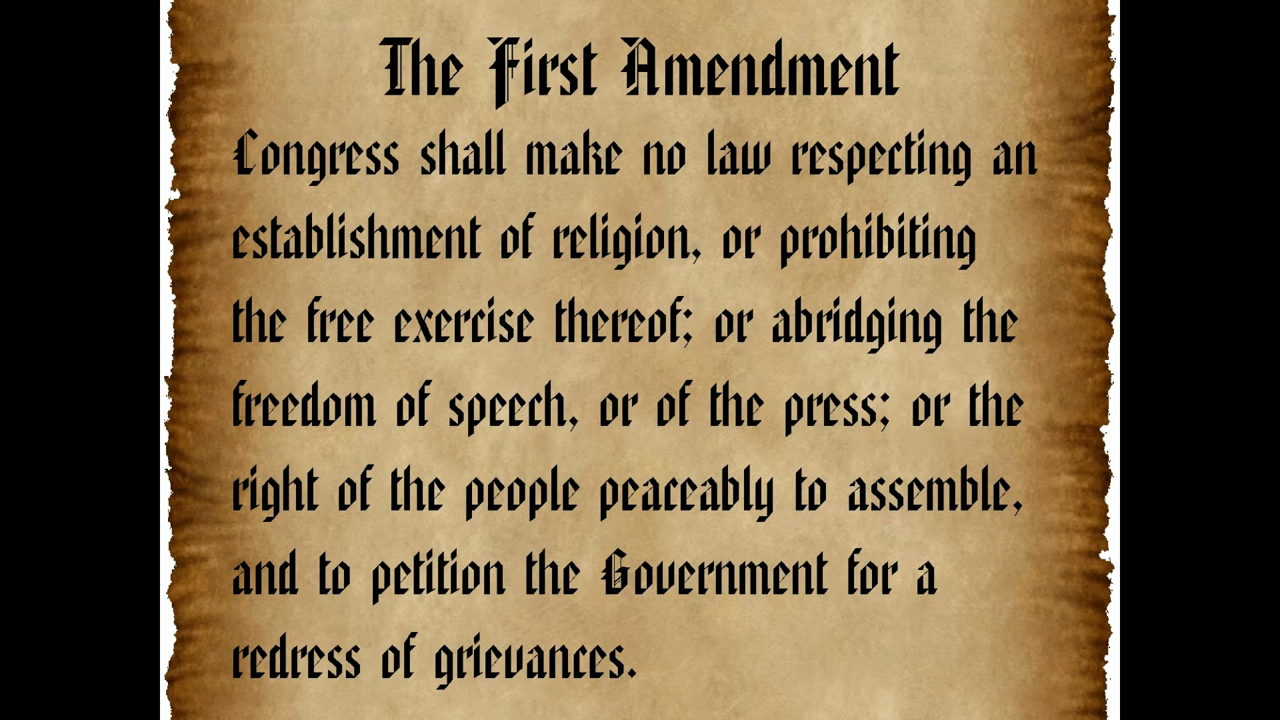 The First Amendment
Congress shall make no law respecting an
establishment of religion, or prohibiting
the free exercise thereof; or abridging the
freedom of speech, or of the press; or the
right of the people peaceably to assemble,
and to petition the Government for a
redress of grievances.